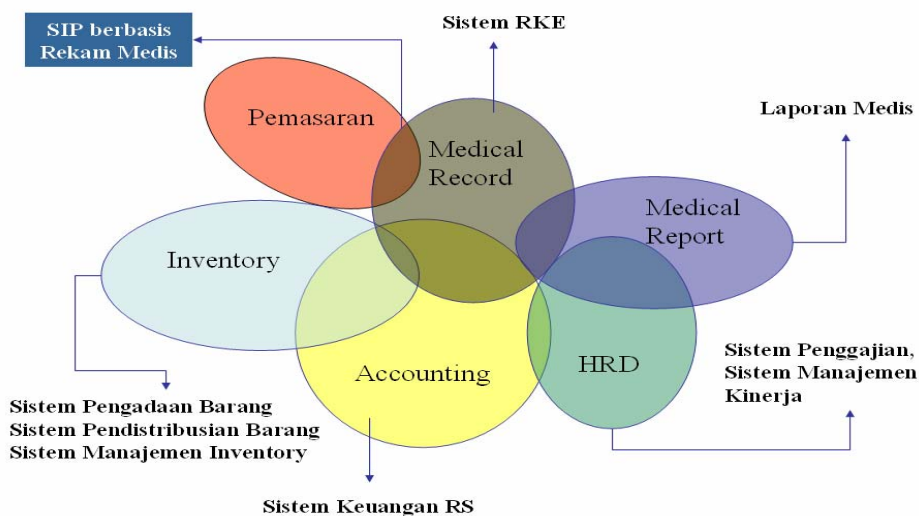 SIP berbasis
Rekam Medis
Sistem RKE
Pemasaran
Medical
Record
Laporan Medis
Medical
Report
Inventory
Accounting
HRD
Sistem Penggajian,
Sistem Manajemen
Kinerja
Sistem Pengadaan Barang
Sistem Pendistribusian Barang
Sistem Manajemen Inventory
Sistem Keuangan RS